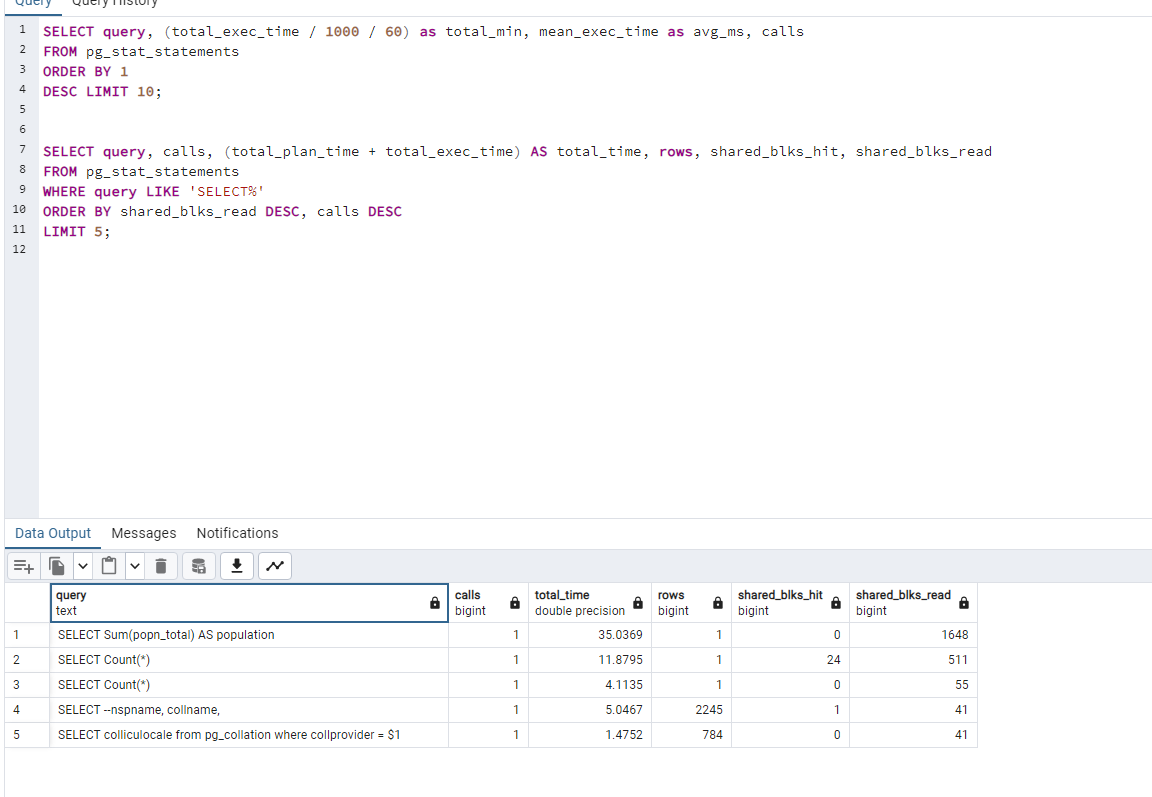 Query Query History
1 SELECT query, (total_exec_time / 1000 / 60) as total_min, mean_exec_time as avg_ms, calls
2 FROM pg_stat_statements
3 ORDER BY 1
4 DESC LIMIT 10;
5
6
7 SELECT query, calls, (total_plan_time + total_exec_time) AS total_time, rows, shared_blks_hit, shared_blks_read
8 FROM pg_stat_statements
9 WHERE query LIKE 'SELECT%'
10 ORDER BY shared_blks_read DESC, calls DESC
11 LIMIT 5;
12
Data Output Messages Notifications
query calls total_time rows shared_blks_hit shared_blks_read
text bigint double precision bigint bigint bigint
1 SELECT Sum(popn_total) AS population 1 35.0369 1 0 1648
2 SELECT Count(*) 1 11.8795 1 24 511
3 SELECT Count(*) 1 4.1135 1 0 55
4 SELECT --nspname, collname, 1 5.0467 2245 1 41
5 SELECT colliculocale from pg_collation where collprovider = $1 1 1.4752 784 0 41